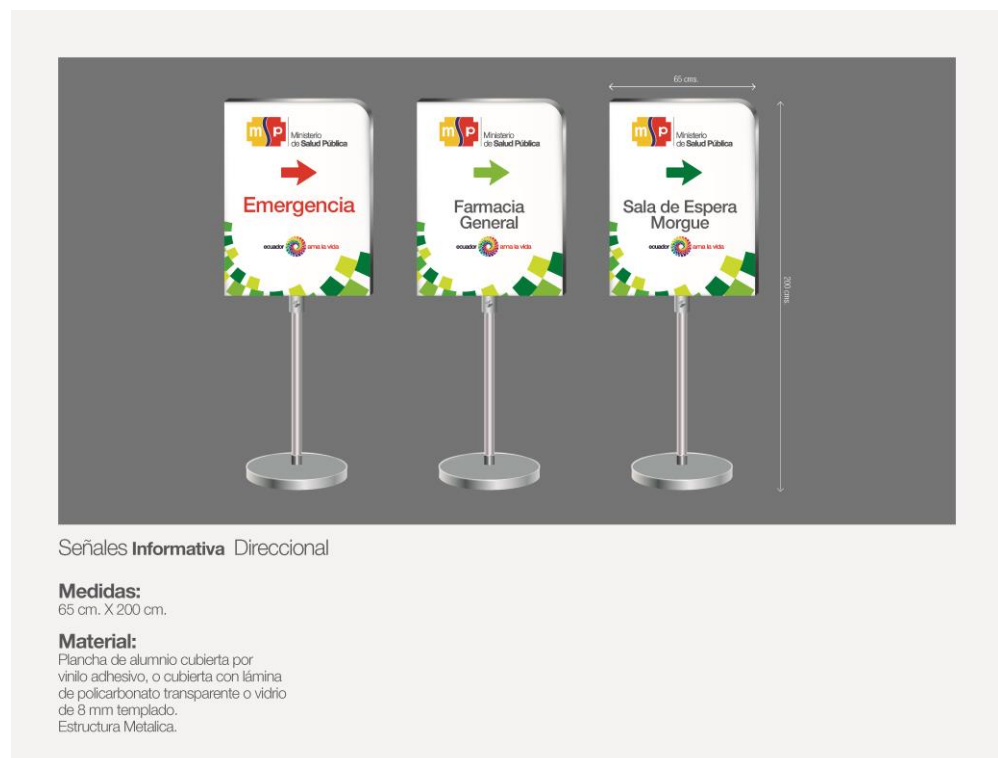 65 cms.
msp Ministerio
de Salud Pública
Emergencia
ecuador ama la vida
msp Ministerio
de Salud Pública
Farmacia
General
ecuador ama la vida
msp Ministerio
de Salud Pública
Sala de Espera
Morgue
ecuador ama la vida
200 cms
Señales Informativa Direccional
Medidas:
65 cm. X 200 cm.
Material:
Plancha de alumnio cubierta por
vinilo adhesivo, o cubierta con lámina
de policarbonato transparente o vidrio
de 8 mm templado.
Estructura Metalica.